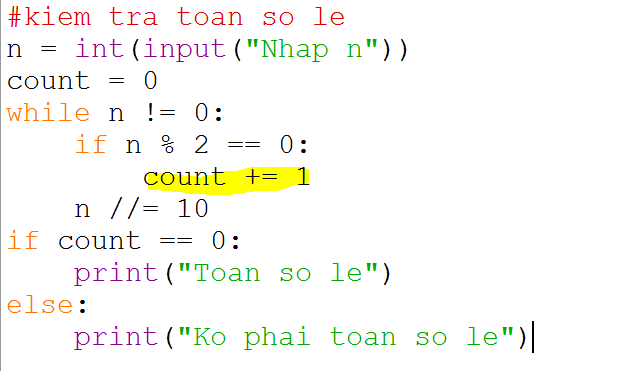 #kiem tra toan so le
n = int(input("Nhap n"))
count = 0
while n != 0:
    if n % 2 == 0:
        count += 1
    n //= 10
if count == 0:
    print("Toan so le")
else:
    print("Ko phai toan so le")